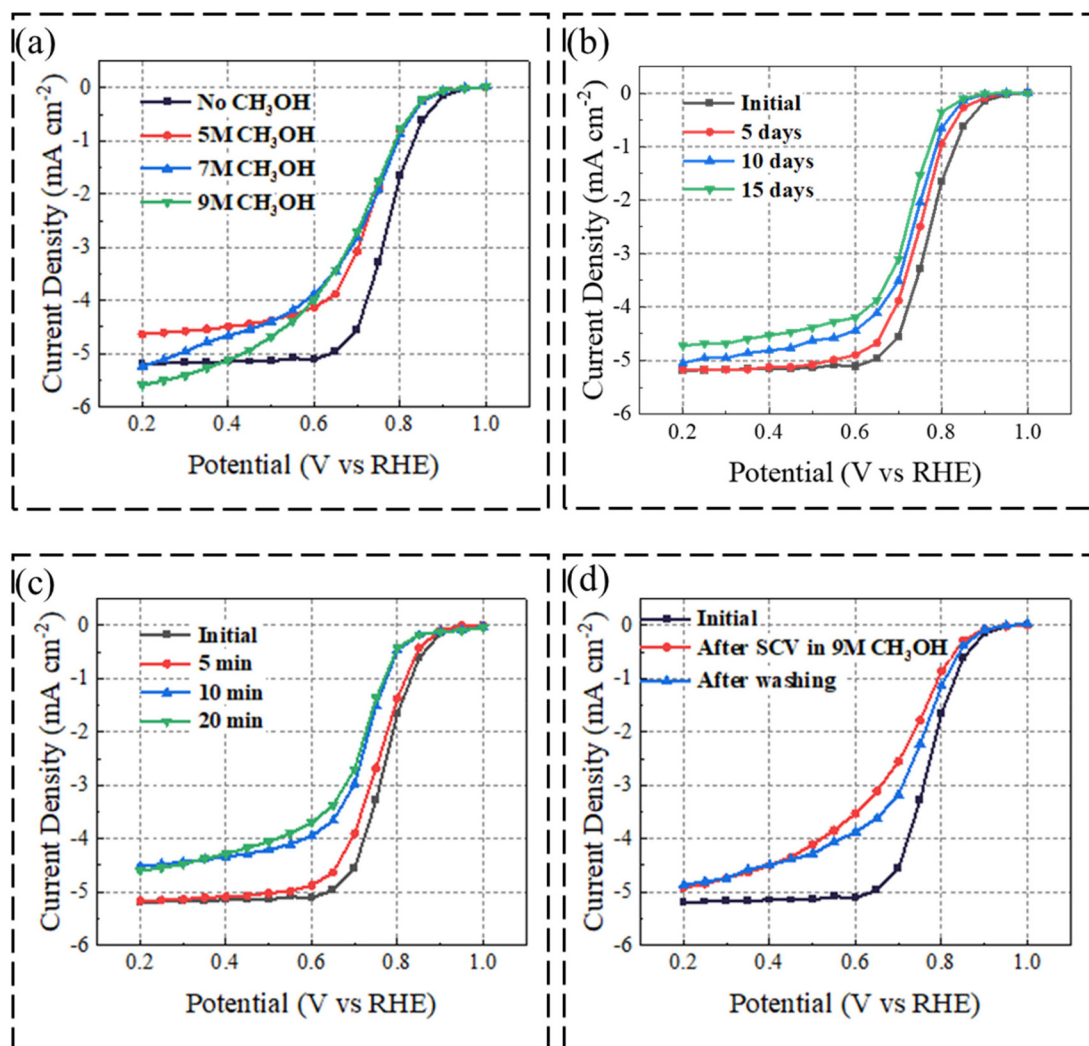 (a)
No CH₃OH
5M CH₃OH
7M CH₃OH
9M CH₃OH
0
-1
-2
-3
-4
-5
-6
0.2 0.4 0.6 0.8 1.0
Current Density (mA cm⁻²)
Potential (V vs RHE)
(b)
Initial
5 days
10 days
15 days
0
-1
-2
-3
-4
-5
-6
0.2 0.4 0.6 0.8 1.0
Current Density (mA cm⁻²)
Potential (V vs RHE)
(c)
Initial
5 min
10 min
20 min
0
-1
-2
-3
-4
-5
-6
0.2 0.4 0.6 0.8 1.0
Current Density (mA cm⁻²)
Potential (V vs RHE)
(d)
Initial
After SCV in 9M CH₃OH
After washing
0
-1
-2
-3
-4
-5
-6
0.2 0.4 0.6 0.8 1.0
Current Density (mA cm⁻²)
Potential (V vs RHE)